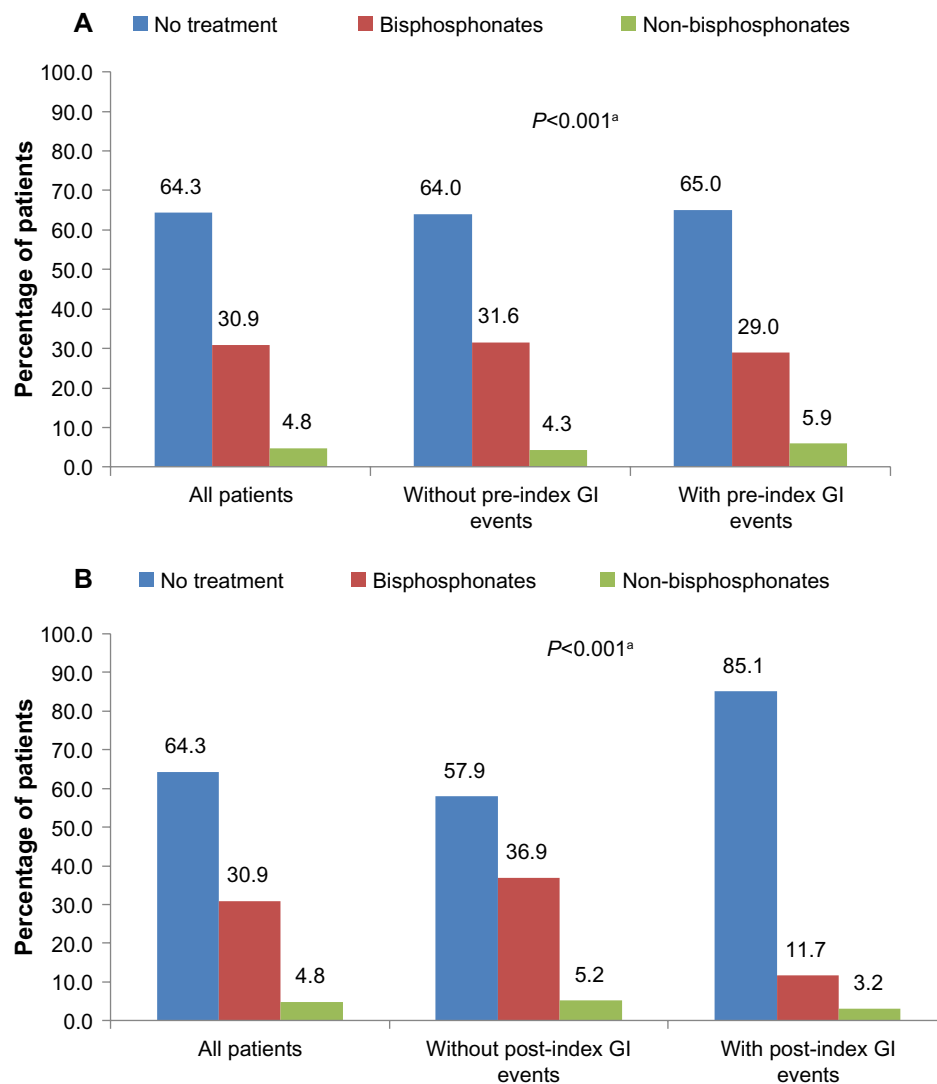 A No treatment Bisphosphonates Non-bisphosphonates
Percentage of patients
100.0
90.0
80.0
70.0
60.0
50.0
40.0
30.0
20.0
10.0
0.0
P<0.001ᵃ
64.3
30.9
4.8
64.0
31.6
4.3
65.0
29.0
5.9
All patients
Without pre-index GI
events
With pre-index GI
events
B No treatment Bisphosphonates Non-bisphosphonates
Percentage of patients
100.0
90.0
80.0
70.0
60.0
50.0
40.0
30.0
20.0
10.0
0.0
P<0.001ᵃ
64.3
30.9
4.8
57.9
36.9
5.2
85.1
11.7
3.2
All patients
Without post-index GI
events
With post-index GI
events